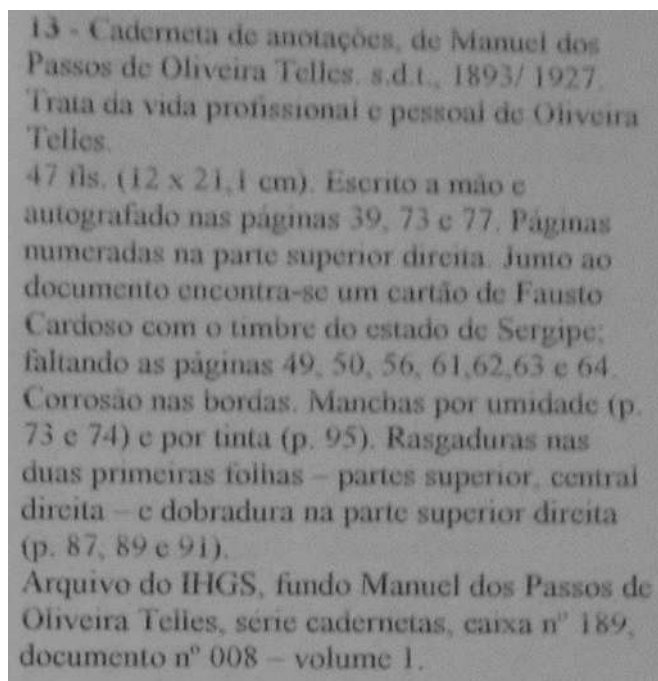 13 - Caderneta de anotações, de Manuel dos
Passos de Oliveira Telles. s.d.t., 1893/ 1927.
Trata da vida profissional e pessoal de Oliveira
Telles.
47 fls. (12 x 21,1 cm). Escrito a mão e
autografado nas páginas 39, 73 e 77. Páginas
numeradas na parte superior direita. Junto ao
documento encontra-se um cartão de Fausto
Cardoso com o timbre do estado de Sergipe;
faltando as páginas 49, 50, 56, 61,62,63 e 64.
Corrosão nas bordas. Manchas por umidade (p.
73 e 74) e por tinta (p. 95). Rasgaduras nas
duas primeiras folhas – partes superior, central
direita – e dobradura na parte superior direita
(p. 87, 89 e 91).
Arquivo do IHGS, fundo Manuel dos Passos de
Oliveira Telles, série cadernetas, caixa nº 189,
documento nº 008 – volume 1.